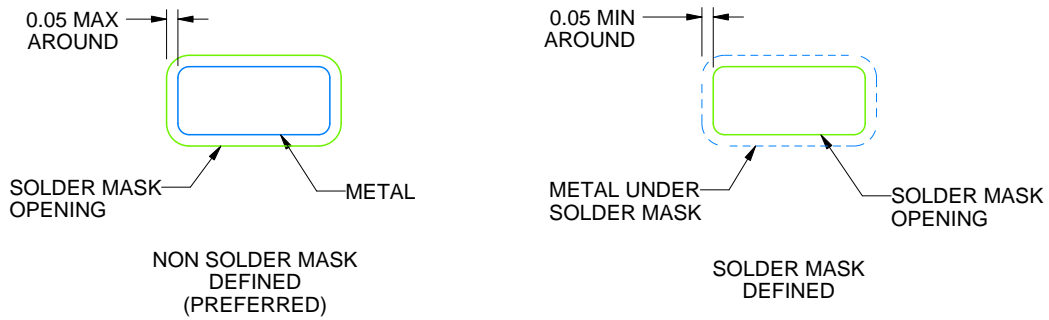 0.05 MAX
AROUND
SOLDER MASK
OPENING
METAL
NON SOLDER MASK
DEFINED
(PREFERRED)
0.05 MIN
AROUND
METAL UNDER
SOLDER MASK
SOLDER MASK
OPENING
SOLDER MASK
DEFINED